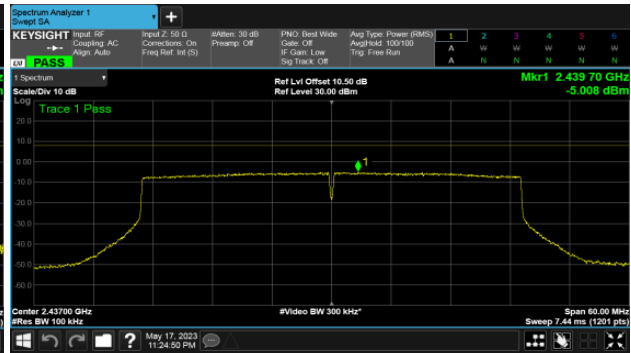 Spectrum Analyzer 1
Swept SA
+
KEYSIGHT Input: RF Input Z: 50 Ω #Atten: 30 dB PNO: Best Wide Avg Type: Power (RMS) 1 2 3 4 5 6
Coupling: AC Corrections: On Preamp: Off Gate: Off Avg|Hold: 100/100 A W W W W W
Align: Auto Freq Ref: Int (S) IF Gain: Low Trig: Free Run
LXI PASS Sig Track: Off A N N N N N
1 Spectrum Ref Lvl Offset 10.50 dB Mkr1 2.439 70 GHz
Scale/Div 10 dB Ref Level 30.00 dBm -5.008 dBm
Log Trace 1 Pass
20.0
10.0
0.00 1
-10.0
-20.0
-30.0
-40.0
-50.0
-60.0
Center 2.43700 GHz #Video BW 300 kHz* Span 60.00 MHz
#Res BW 100 kHz Sweep 7.44 ms (1201 pts)
? May 17, 2023
11:24:50 PM